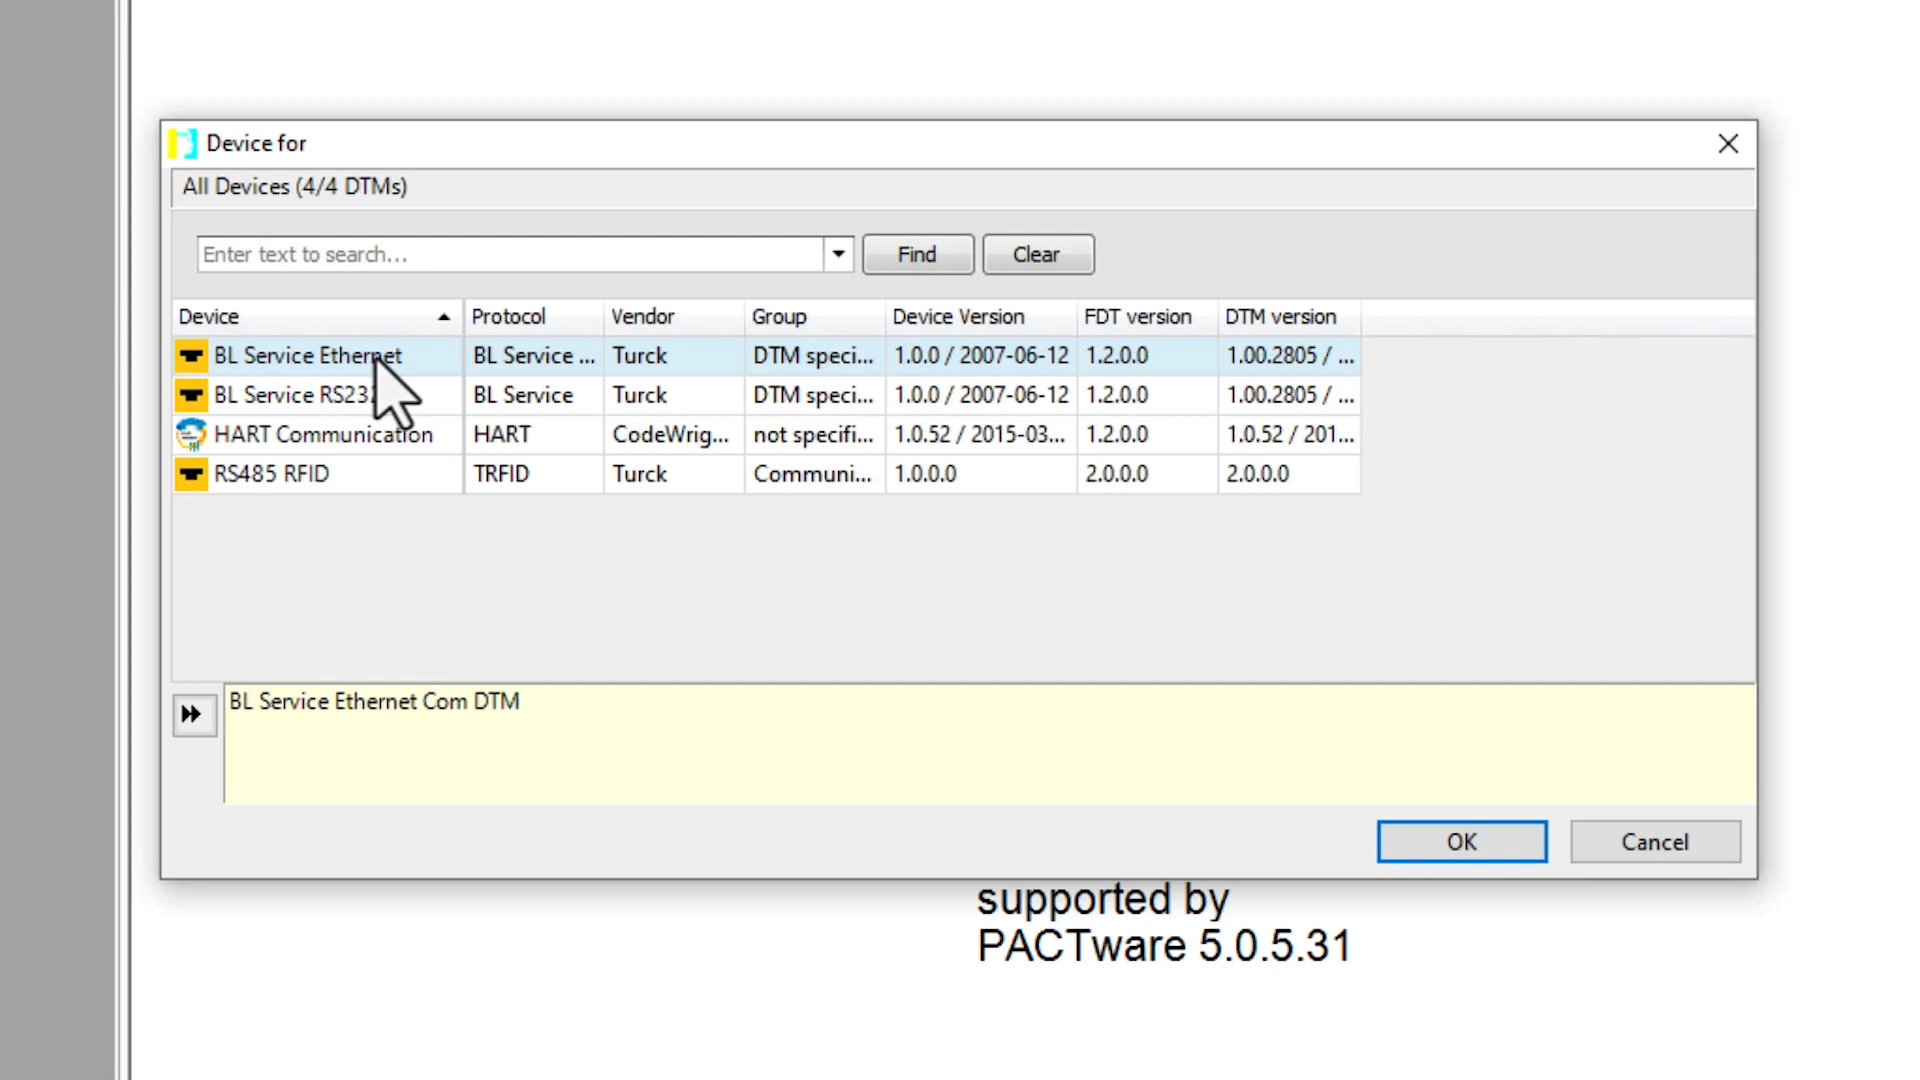 Device for
All Devices (4/4 DTMs)
Enter text to search...
Find
Clear
Device Protocol Vendor Group Device Version FDT version DTM version
BL Service Ethernet BL Service ... Turck DTM speci... 1.0.0 / 2007-06-12 1.2.0.0 1.00.2805 / ...
BL Service RS232 BL Service Turck DTM speci... 1.0.0 / 2007-06-12 1.2.0.0 1.00.2805 / ...
HART Communication HART CodeWrig... not specifi... 1.0.52 / 2015-03... 1.2.0.0 1.0.52 / 201...
RS485 RFID TRFID Turck Communi... 1.0.0.0 2.0.0.0 2.0.0.0
BL Service Ethernet Com DTM
OK
Cancel
supported by
PACTware 5.0.5.31